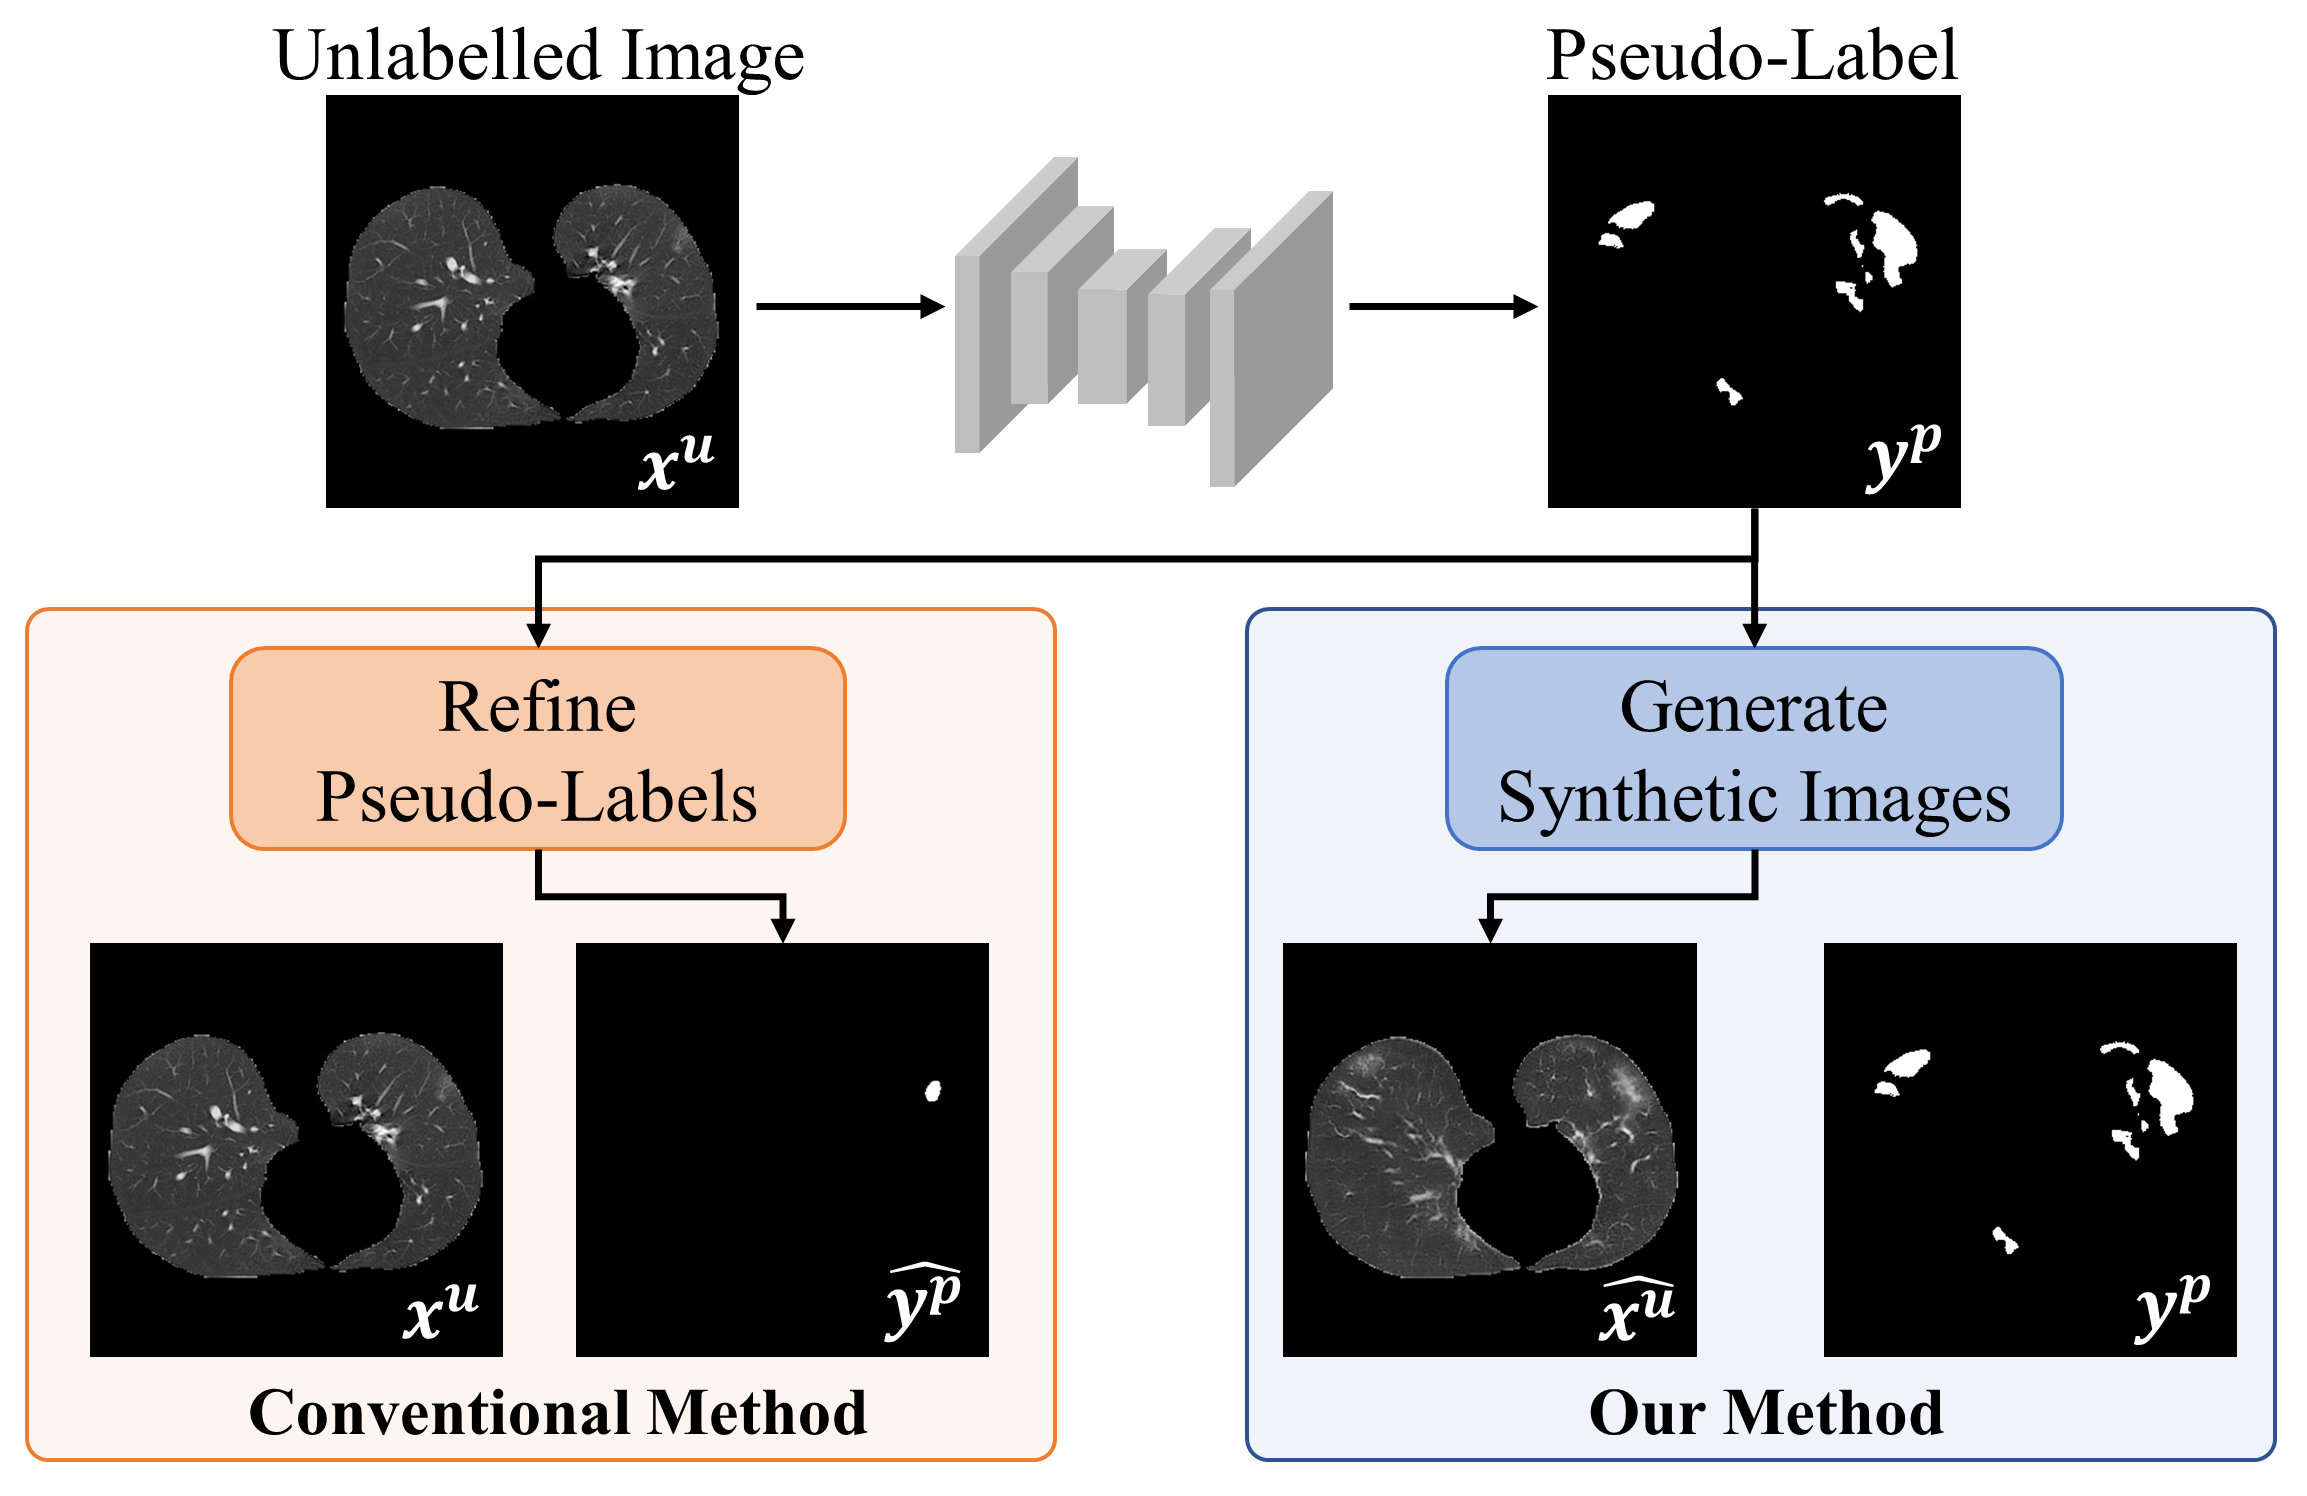 Unlabelled Image
Pseudo-Label
x^u
y^p
Refine
Pseudo-Labels
Generate
Synthetic Images
x^u
\widehat{y^p}
\widehat{x^u}
y^p
Conventional Method
Our Method